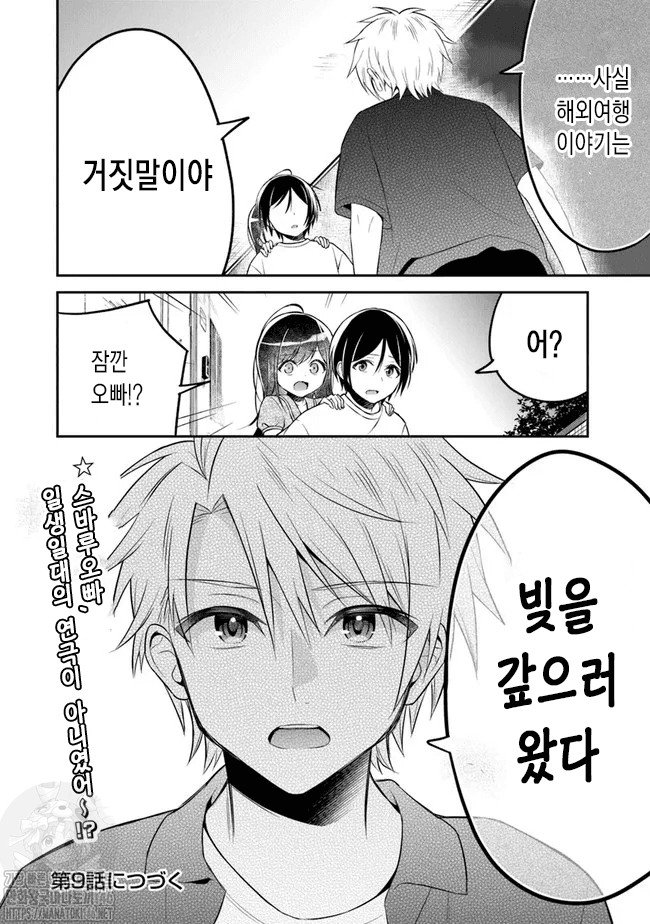 ……사실
해외여행
이야기는
거짓말이야
어?
잠깐
오빠!?
빚을
갚으러
왔다
☆스바루오빠,
일생일대의 연극이 아니었어~!?
第9話につづく
HTTPS://MANATOKI146